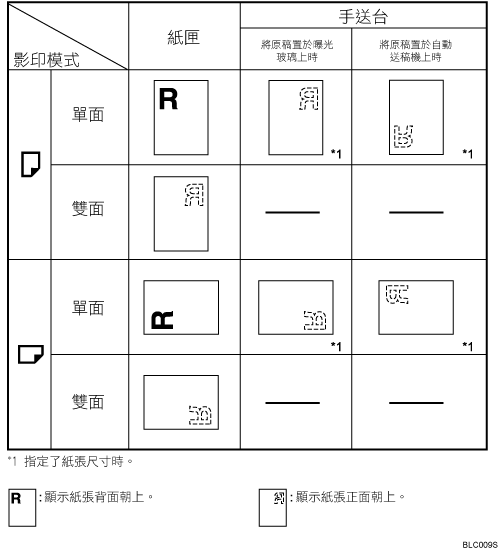 手送台
紙匣
影印模式
將原稿置於曝光
玻璃上時
將原稿置於自動
送稿機上時
單面
R
R
*1
R
*1
雙面
R
單面
R
R
*1
R
*1
雙面
R
*1 指定了紙張尺寸時。
R :顯示紙張背面朝上。
R :顯示紙張正面朝上。
BLC009S